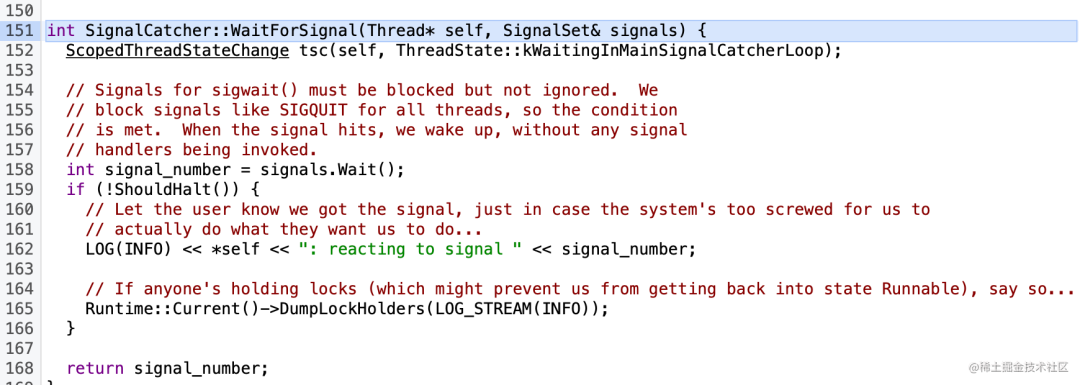 150
151 int SignalCatcher::WaitForSignal(Thread* self, SignalSet& signals) {
152   ScopedThreadStateChange tsc(self, ThreadState::kWaitingInMainSignalCatcherLoop);
153
154   // Signals for sigwait() must be blocked but not ignored.  We
155   // block signals like SIGQUIT for all threads, so the condition
156   // is met.  When the signal hits, we wake up, without any signal
157   // handlers being invoked.
158   int signal_number = signals.Wait();
159   if (!ShouldHalt()) {
160     // Let the user know we got the signal, just in case the system's too screwed for us to
161     // actually do what they want us to do...
162     LOG(INFO) << *self << ": reacting to signal " << signal_number;
163
164     // If anyone's holding locks (which might prevent us from getting back into state Runnable), say so...
165     Runtime::Current()->DumpLockHolders(LOG_STREAM(INFO));
166   }
167
168   return signal_number;
@稀土掘金技术社区